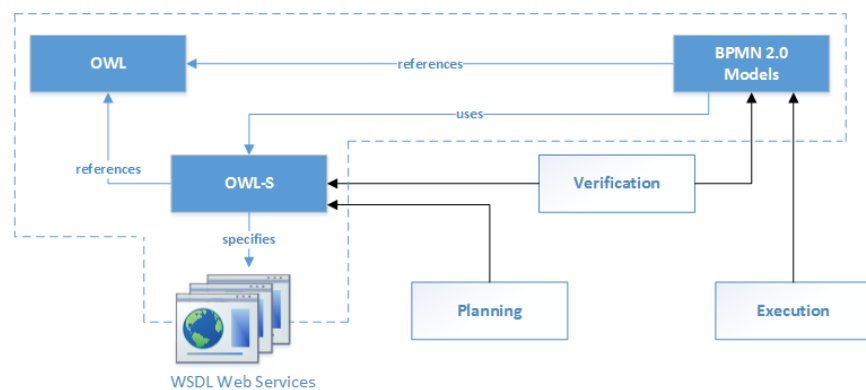 OWL
references
BPMN 2.0
Models
uses
references
OWL-S
Verification
specifies
Planning
Execution
WSDL Web Services